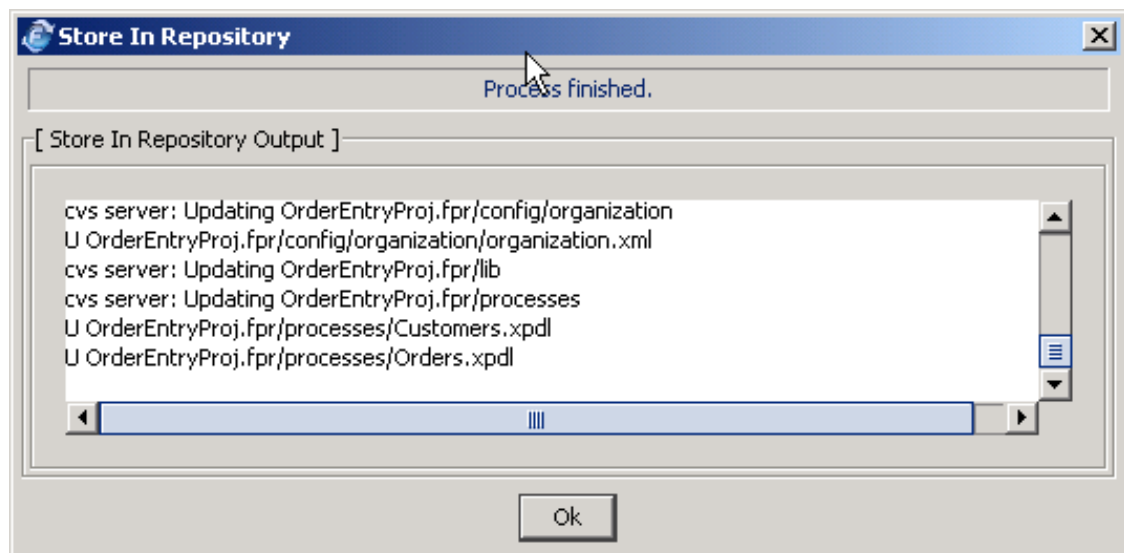 Store In Repository
Process finished.
[ Store In Repository Output ]
cvs server: Updating OrderEntryProj.fpr/config/organization
U OrderEntryProj.fpr/config/organization/organization.xml
cvs server: Updating OrderEntryProj.fpr/lib
cvs server: Updating OrderEntryProj.fpr/processes
U OrderEntryProj.fpr/processes/Customers.xpdl
U OrderEntryProj.fpr/processes/Orders.xpdl
Ok